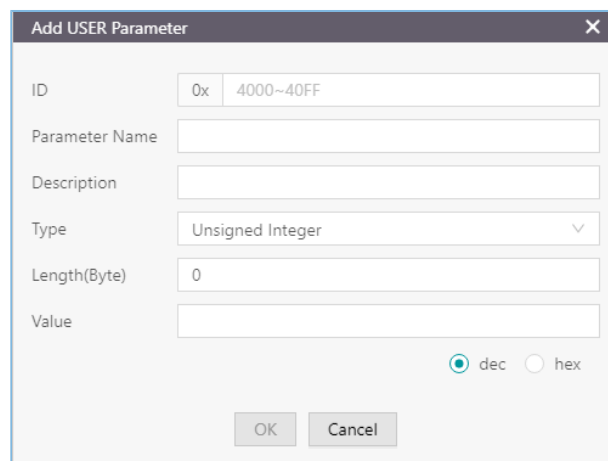 Add USER Parameter
ID 0x 4000~40FF
Parameter Name
Description
Type Unsigned Integer
Length(Byte) 0
Value
dec hex
OK Cancel